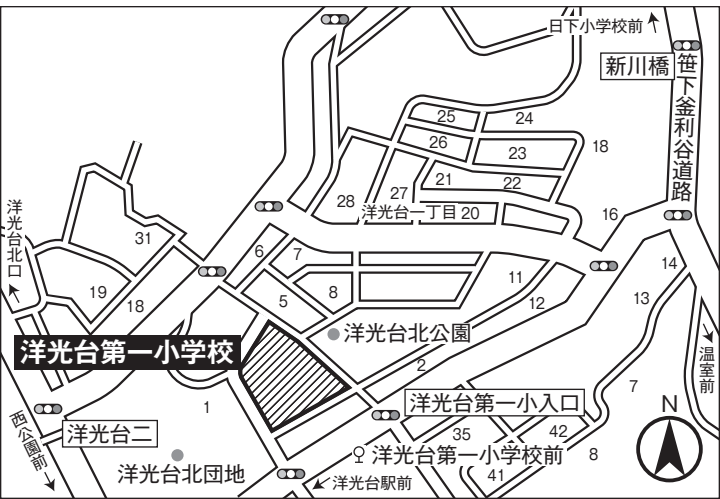 日下小学校前
新川橋
笹下釜利谷道路
25
24
26
23
18
21
22
28
27
洋光台一丁目
20
16
洋光台北口
31
6
7
14
19
18
5
8
11
12
13
洋光台第一小学校
洋光台北公園
2
温室前
7
1
洋光台第一小入口
N
西公園前
洋光台二
35
42
洋光台第一小学校前
8
洋光台北団地
41
洋光台駅前